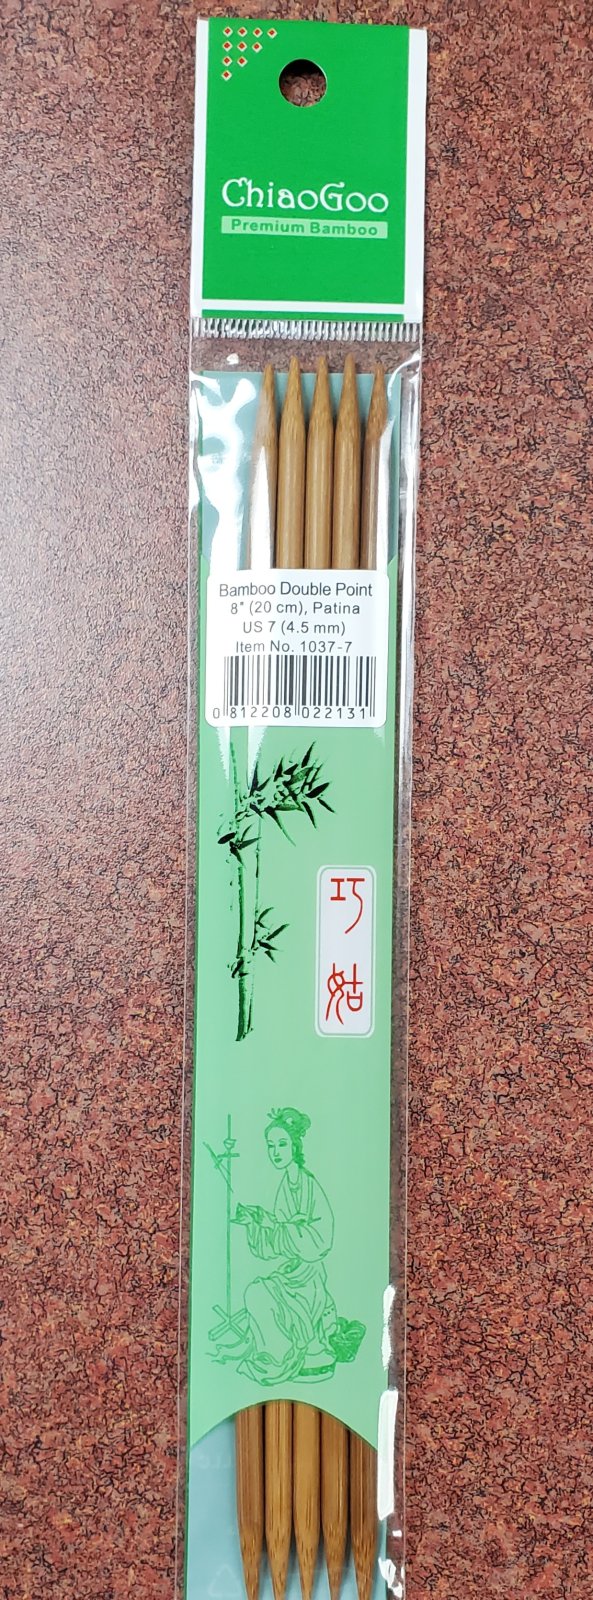 ChiaoGoo
Premium Bamboo
Bamboo Double Point
8" (20 cm), Patina
US 7 (4.5 mm)
Item No. 1037-7
0 812208 022131
巧姑